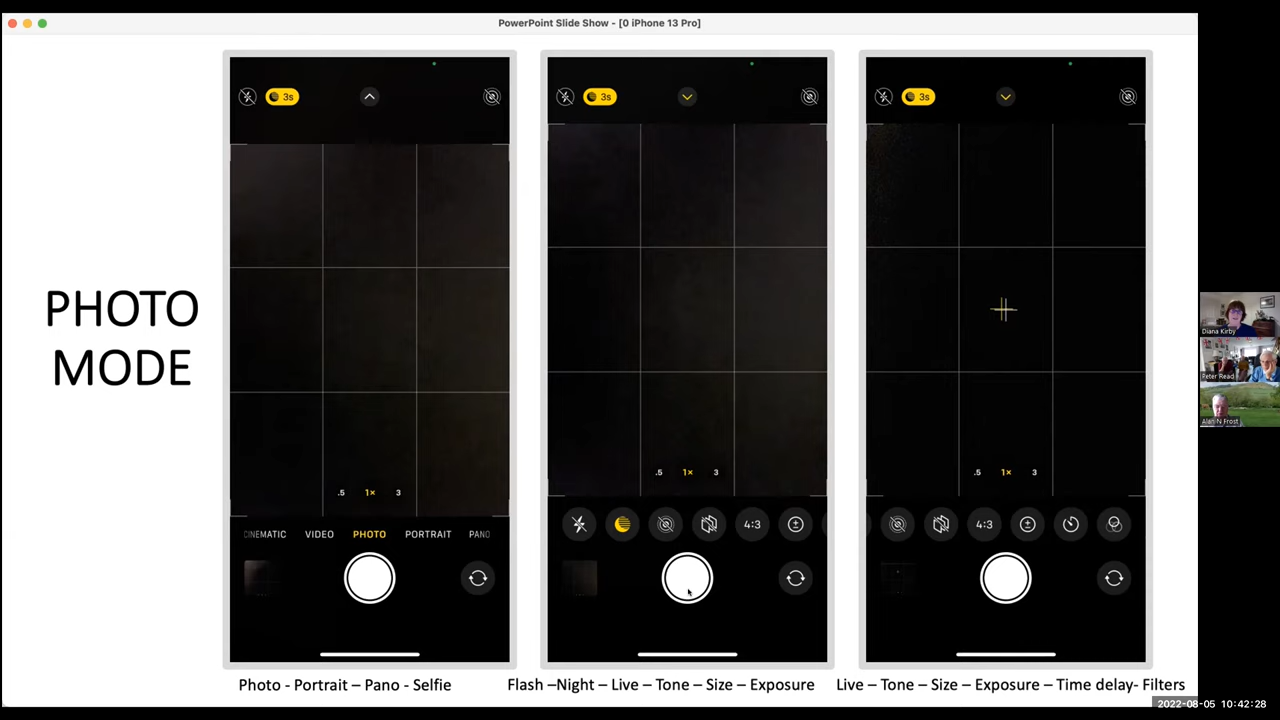 PowerPoint Slide Show - [0 iPhone 13 Pro]
PHOTO
MODE
3s
.5 1× 3
CINEMATIC VIDEO PHOTO PORTRAIT PANO
Photo - Portrait – Pano - Selfie
3s
.5 1× 3
4:3
Flash –Night – Live – Tone – Size – Exposure
3s
.5 1× 3
4:3
Live – Tone – Size – Exposure – Time delay- Filters
Diana Kirby
Peter Read
Alan N Frost
2022-08-05 10:42:28